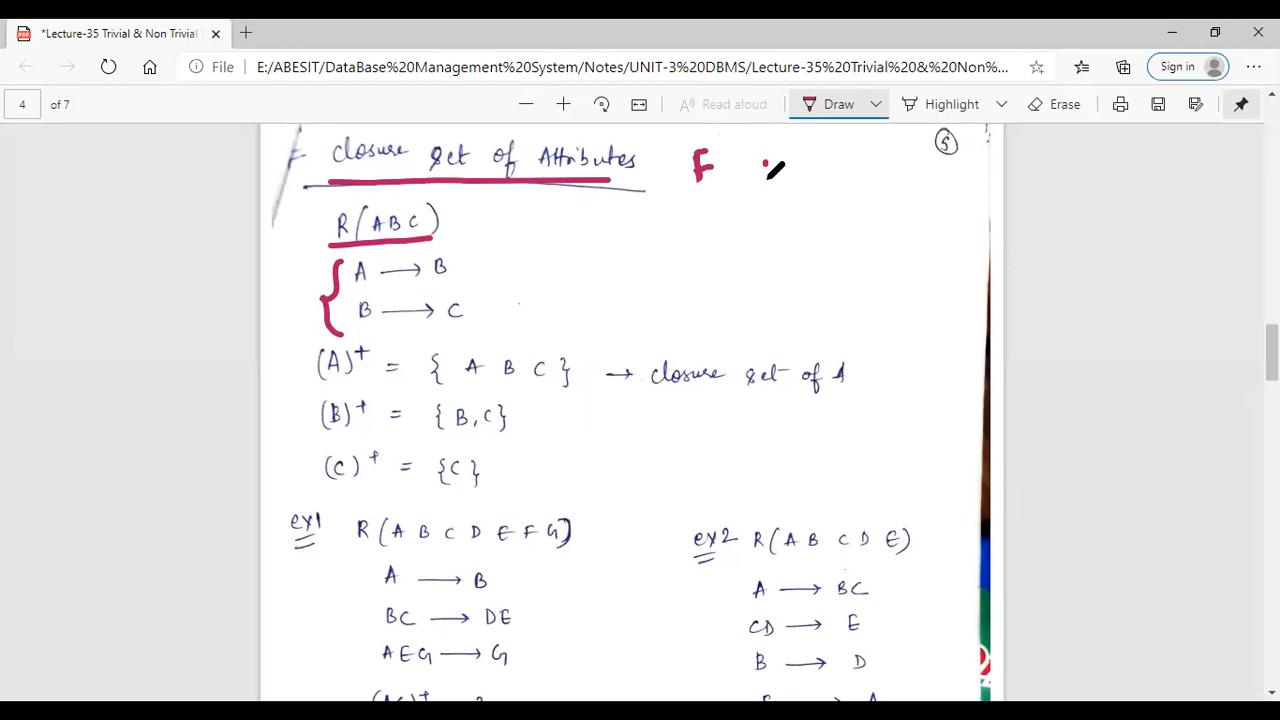 *Lecture-35 Trivial & Non Trivial
File E:/ABESIT/DataBase%20Management%20System/Notes/UNIT-3%20DBMS/Lecture-35%20Trivial%20&%20Non%... Sign in
4 of 7 Read aloud Draw Highlight Erase
closure set of Attributes F
5
R(ABC)
A → B
B → C
(A)+ = { A B C } → closure set of A
(B)+ = { B, C }
(C)+ = {C}
ex1 R(A B C D E F G)
A → B
BC → DE
AEG → G
ex2 R(A B C D E)
A → BC
CD → E
B → D